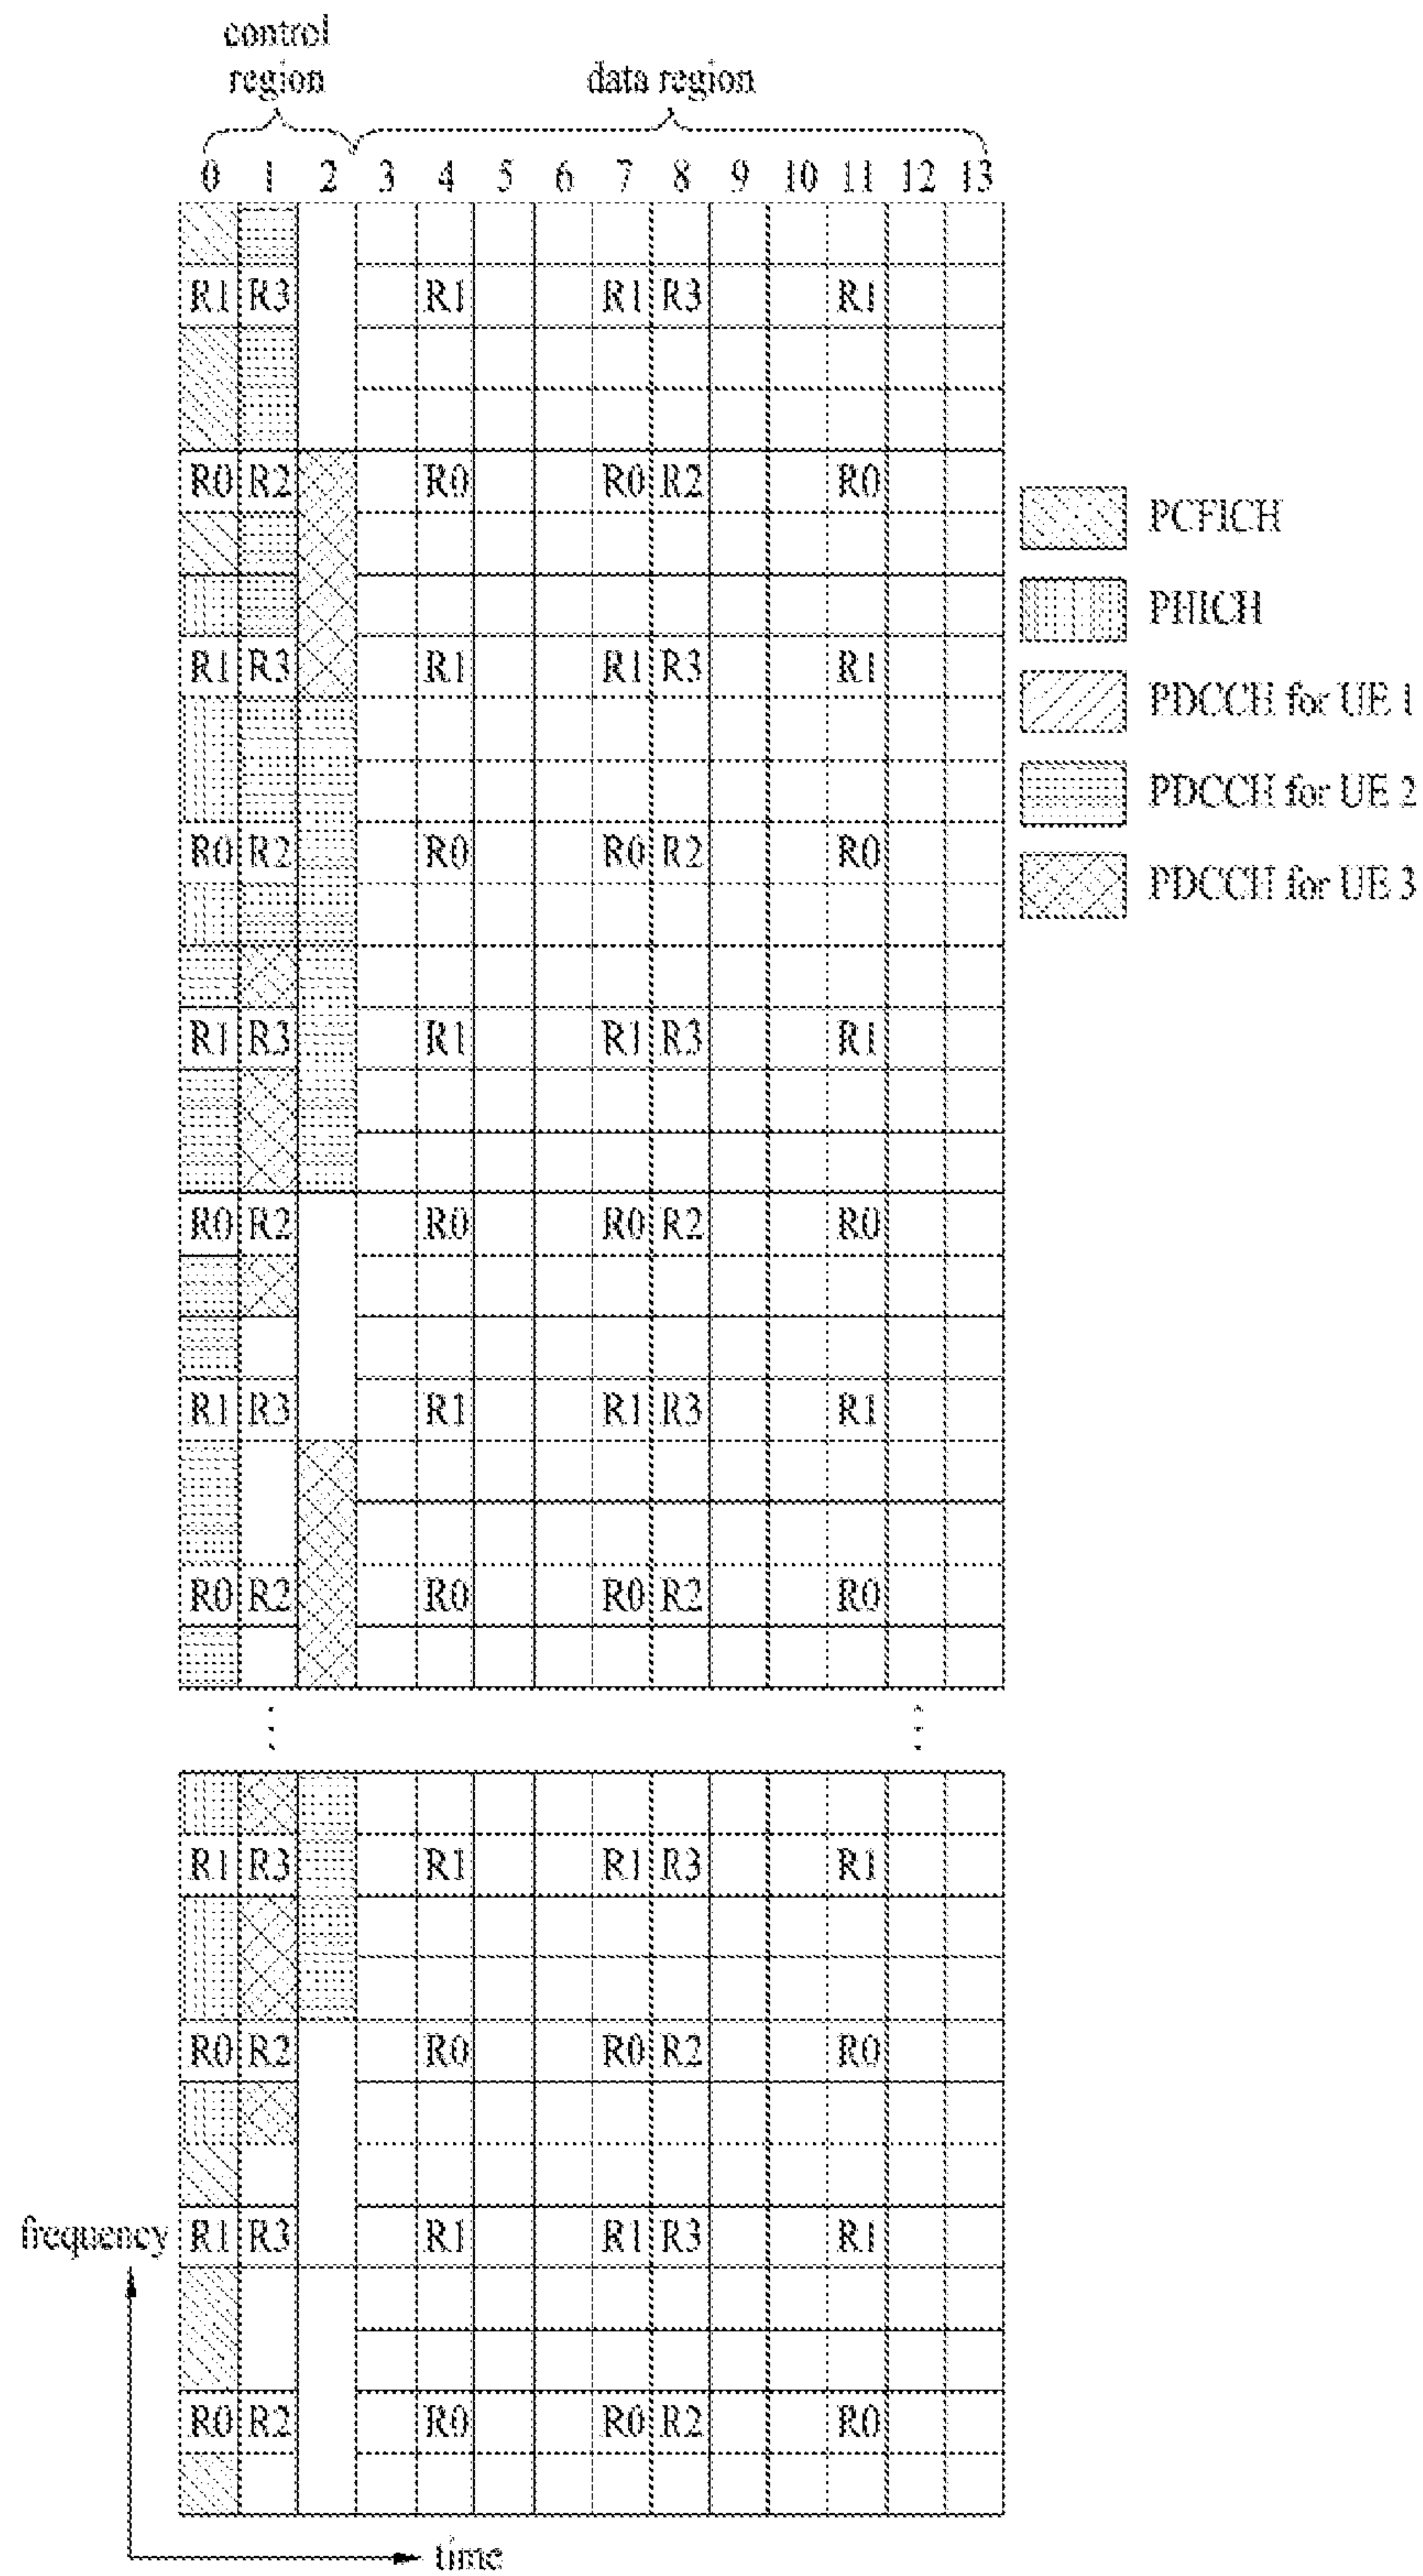 control
region
data region
0 1 2 3 4 5 6 7 8 9 10 11 12 13
R1 R3 R1 R1 R3 R1
R0 R2 R0 R0 R2 R0
R1 R3 R1 R1 R3 R1
R0 R2 R0 R0 R2 R0
R1 R3 R1 R1 R3 R1
R0 R2 R0 R0 R2 R0
R1 R3 R1 R1 R3 R1
R0 R2 R0 R0 R2 R0
R1 R3 R1 R1 R3 R1
R0 R2 R0 R0 R2 R0
R1 R3 R1 R1 R3 R1
R0 R2 R0 R0 R2 R0
PCFICH
PHICH
PDCCH for UE 1
PDCCH for UE 2
PDCCH for UE 3
frequency
time